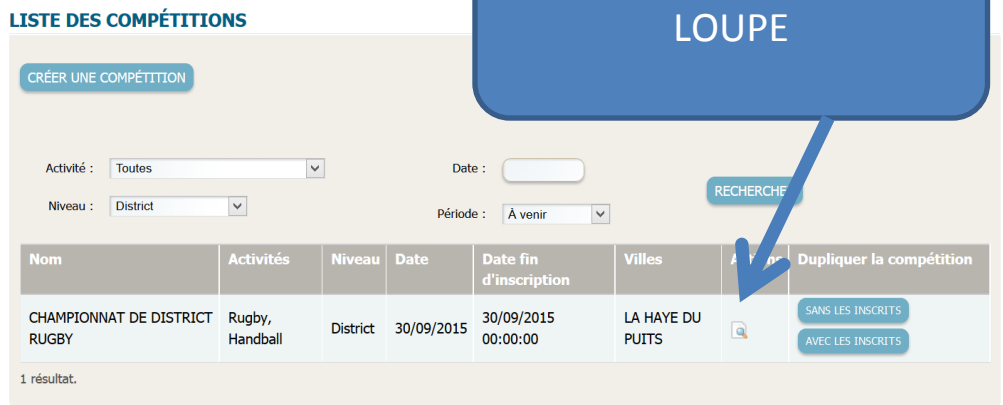 LISTE DES COMPÉTITIONS
LOUPE
CRÉER UNE COMPÉTITION
Activité : Toutes
Date :
Niveau : District
Période : À venir
Nom Activités Niveau Date Date fin d'inscription Villes Dupliquer la compétition
CHAMPIONNAT DE DISTRICT RUGBY
Rugby, Handball
District
30/09/2015
30/09/2015 00:00:00
LA HAYE DU PUITS
SANS LES INSCRITS
AVEC LES INSCRITS
1 résultat.